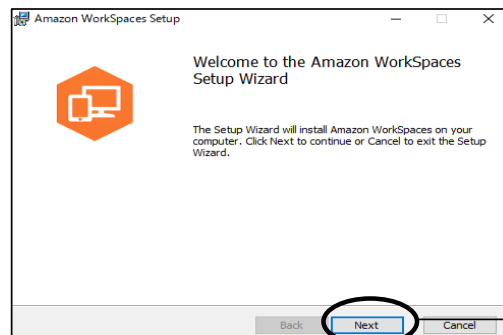 Amazon WorkSpaces Setup
Welcome to the Amazon WorkSpaces
Setup Wizard
The Setup Wizard will install Amazon WorkSpaces on your
computer. Click Next to continue or Cancel to exit the Setup
Wizard.
Back Next Cancel